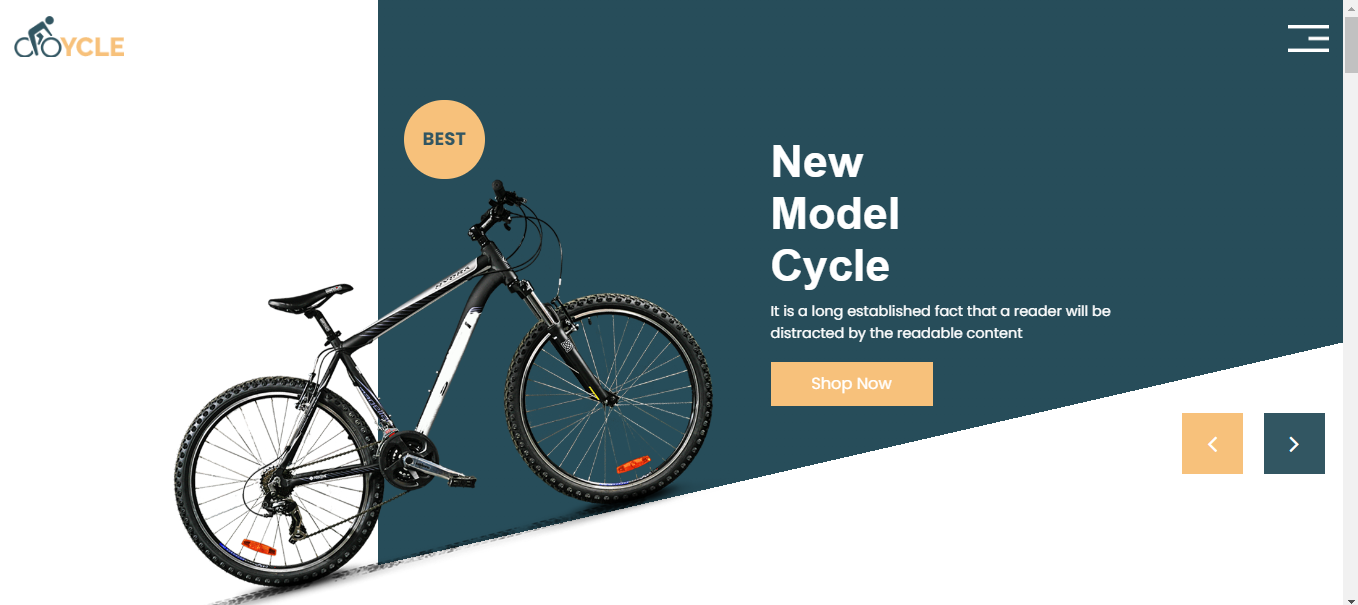 YCLE
BEST
New
Model
Cycle
It is a long established fact that a reader will be
distracted by the readable content
Shop Now